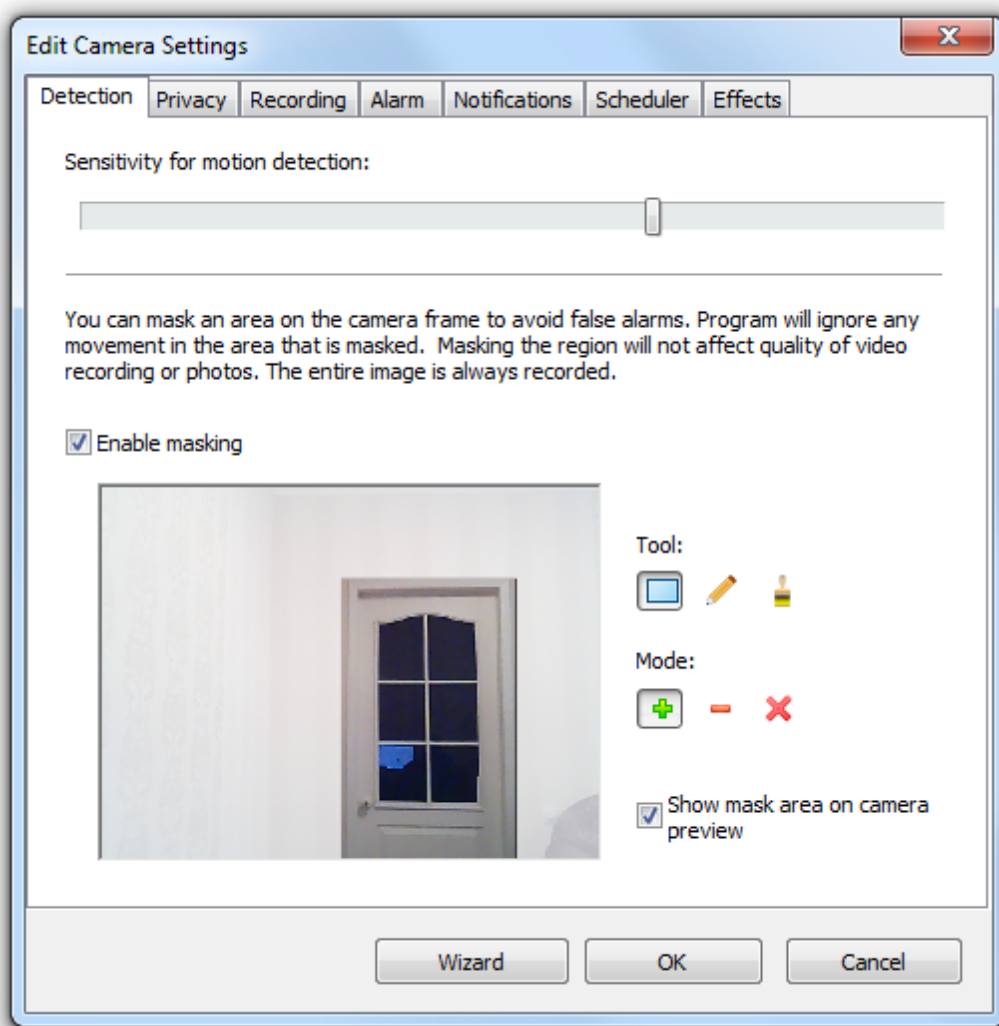 Edit Camera Settings
Detection Privacy Recording Alarm Notifications Scheduler Effects
Sensitivity for motion detection:
You can mask an area on the camera frame to avoid false alarms. Program will ignore any
movement in the area that is masked.  Masking the region will not affect quality of video
recording or photos. The entire image is always recorded.
Enable masking
Tool:
Mode:
Show mask area on camera
preview
Wizard OK Cancel